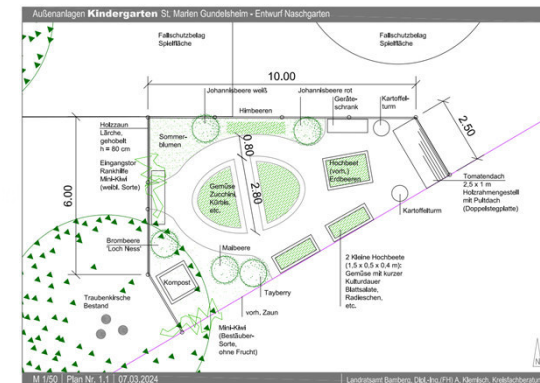 Außenanlagen Kindergarten St. Marien Gundelsheim - Entwurf Naschgarten
Fallschutzbelag
Spielfläche
Fallschutzbelag
Spielfläche
10.00
Johannisbeere weiß
Johannisbeere rot
Himbeeren
Geräte-
schrank
Kartoffel-
turm
2.50
Holzzaun
Lärche,
gehobelt
h = 80 cm
Eingangstor
Rankhilfe
Mini-Kiwi
(weibl. Sorte)
Sommer-
blumen
0.80
2.80
6.00
Gemüse
Zucchini,
Kürbis,
etc.
Hochbeet
(vorh.)
Erdbeeren
Tomatendach
2,5 x 1 m
Holzrahmengestell
mit Pultdach
(Doppelstegplatte)
Kartoffelturm
Brombeere
'Loch Ness'
Maibeere
Tayberry
2 Kleine Hochbeete
(1,5 x 0,5 x 0,4 m):
Gemüse mit kurzer
Kulturdauer
Blattsalate,
Radieschen,
etc.
Kompost
Traubenkirsche
Bestand
vorh. Zaun
Mini-Kiwi
(Bestäuber-
Sorte,
ohne Frucht)
N
M 1/50 | Plan Nr. 1.1 | 07.03.2024
Landratsamt Bamberg, Dipl.-Ing.(FH) A. Klemisch, Kreisfachberatung